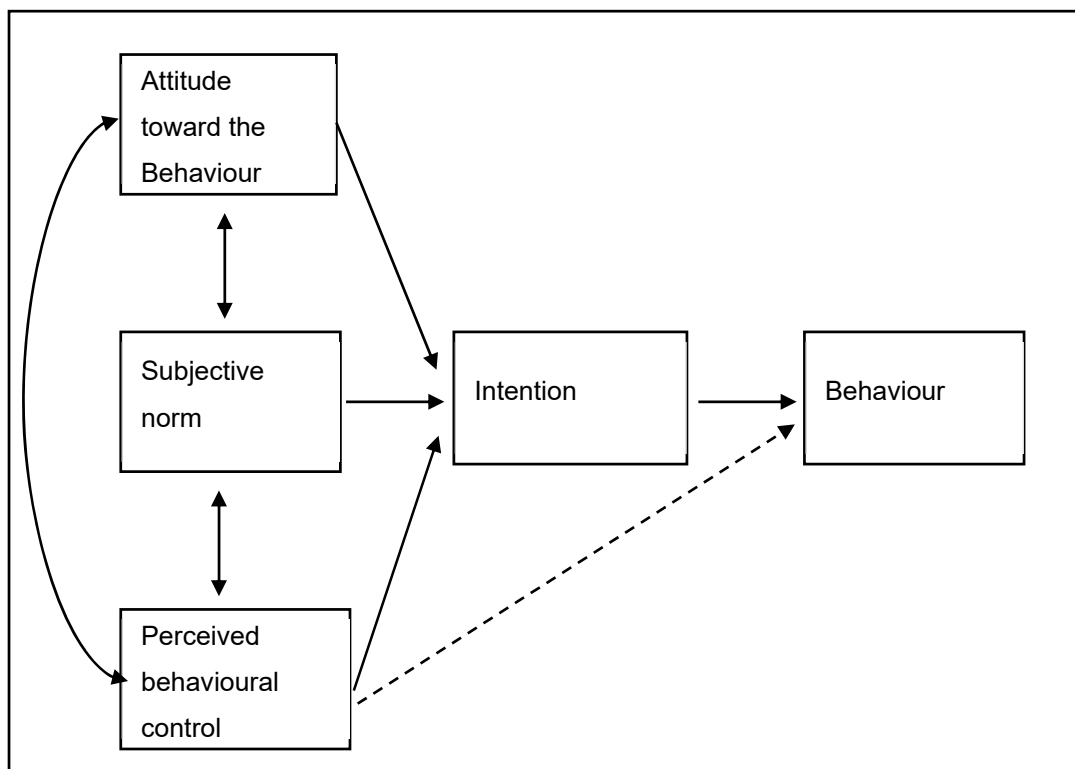 Attitude
toward the
Behaviour
Subjective
norm
Intention
Behaviour
Perceived
behavioural
control